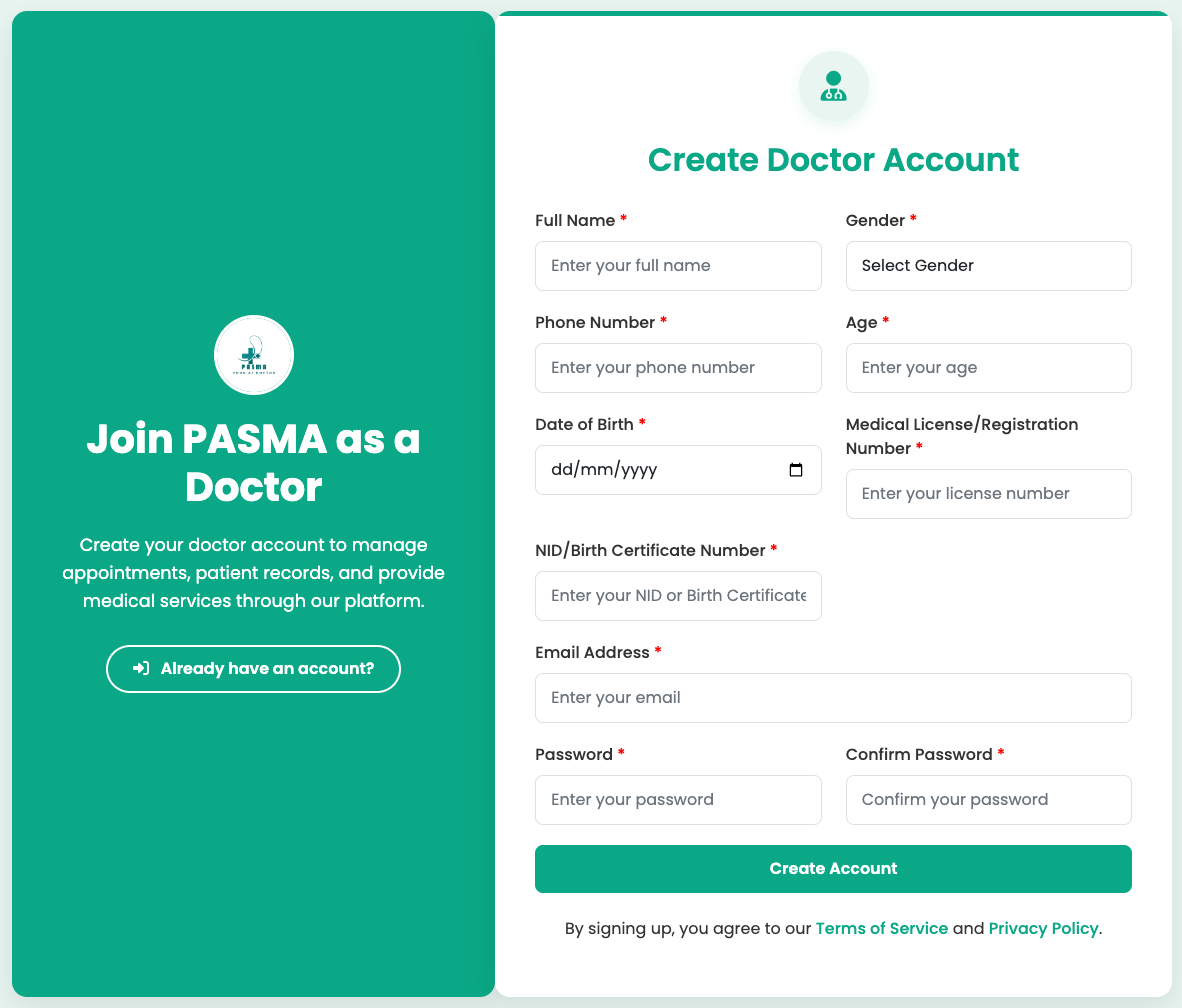 PASMA
YOUR AI DOCTOR
Join PASMA as a
Doctor
Create your doctor account to manage
appointments, patient records, and provide
medical services through our platform.
Already have an account?
Create Doctor Account
Full Name *
Gender *
Enter your full name
Select Gender
Phone Number *
Age *
Enter your phone number
Enter your age
Date of Birth *
Medical License/Registration
Number *
dd/mm/yyyy
Enter your license number
NID/Birth Certificate Number *
Enter your NID or Birth Certificate
Email Address *
Enter your email
Password *
Confirm Password *
Enter your password
Confirm your password
Create Account
By signing up, you agree to our Terms of Service and Privacy Policy.